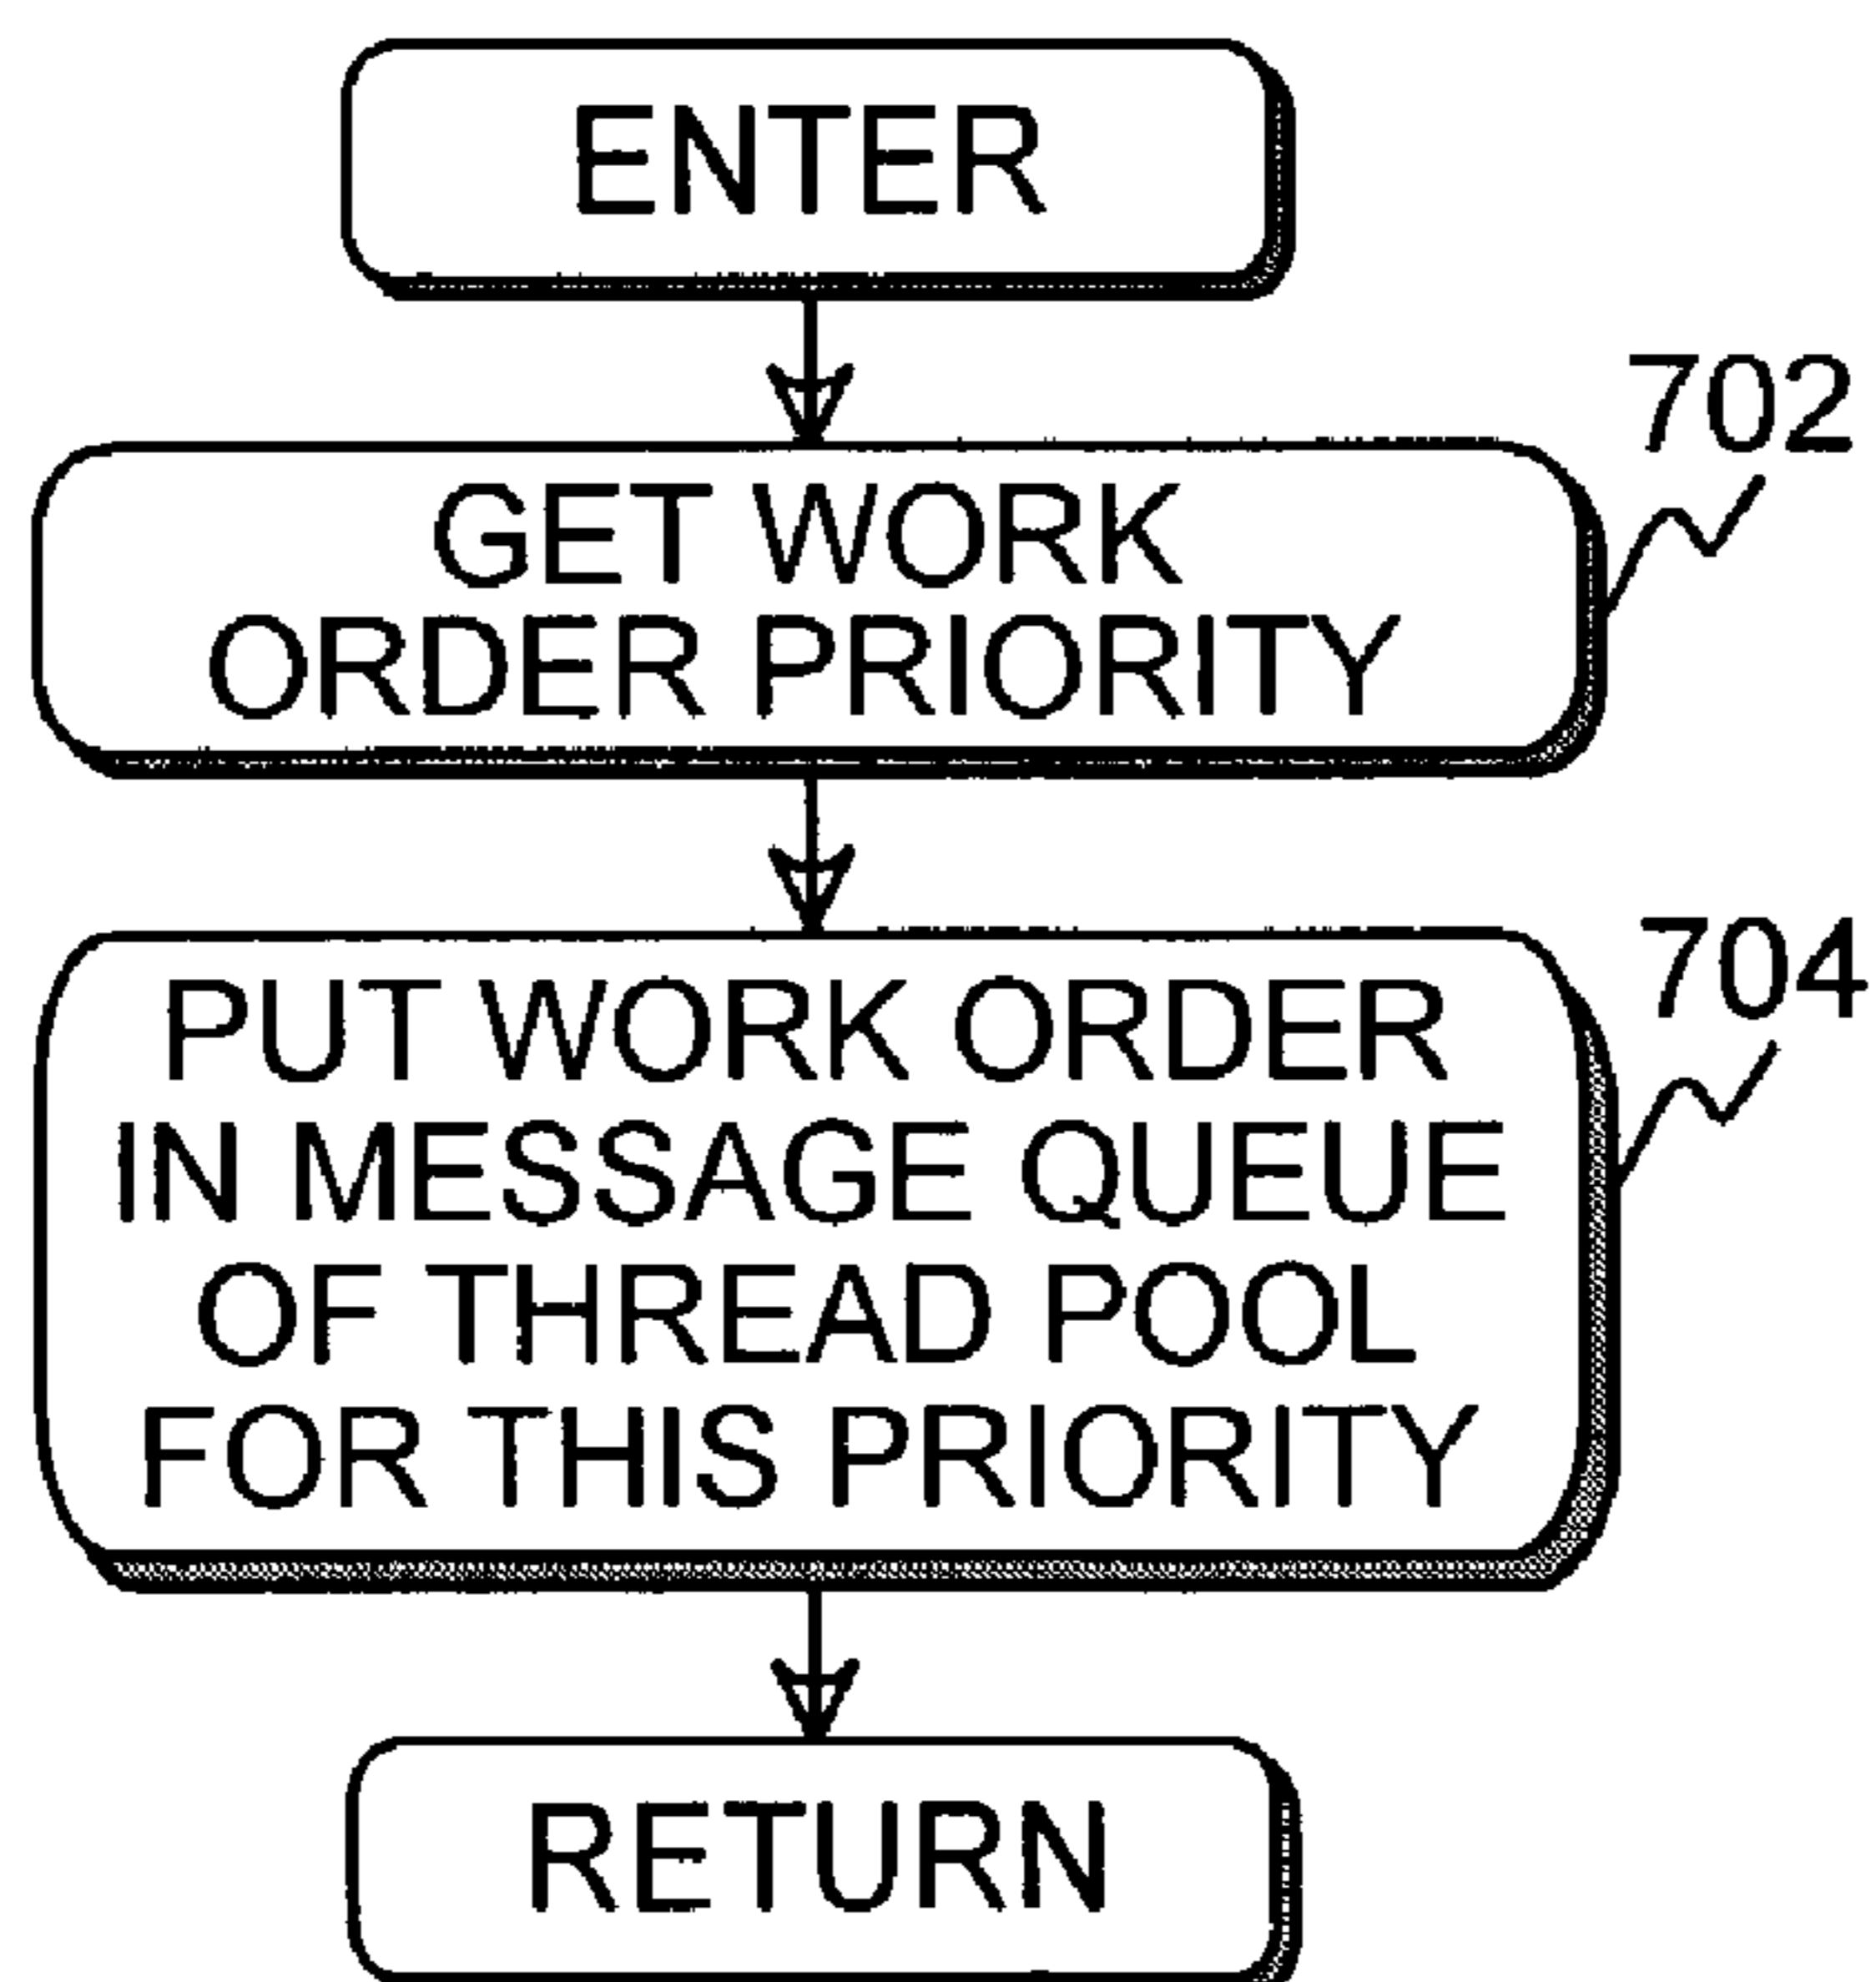 ENTER
702
GET WORK
ORDER PRIORITY
704
PUT WORK ORDER
IN MESSAGE QUEUE
OF THREAD POOL
FOR THIS PRIORITY
RETURN